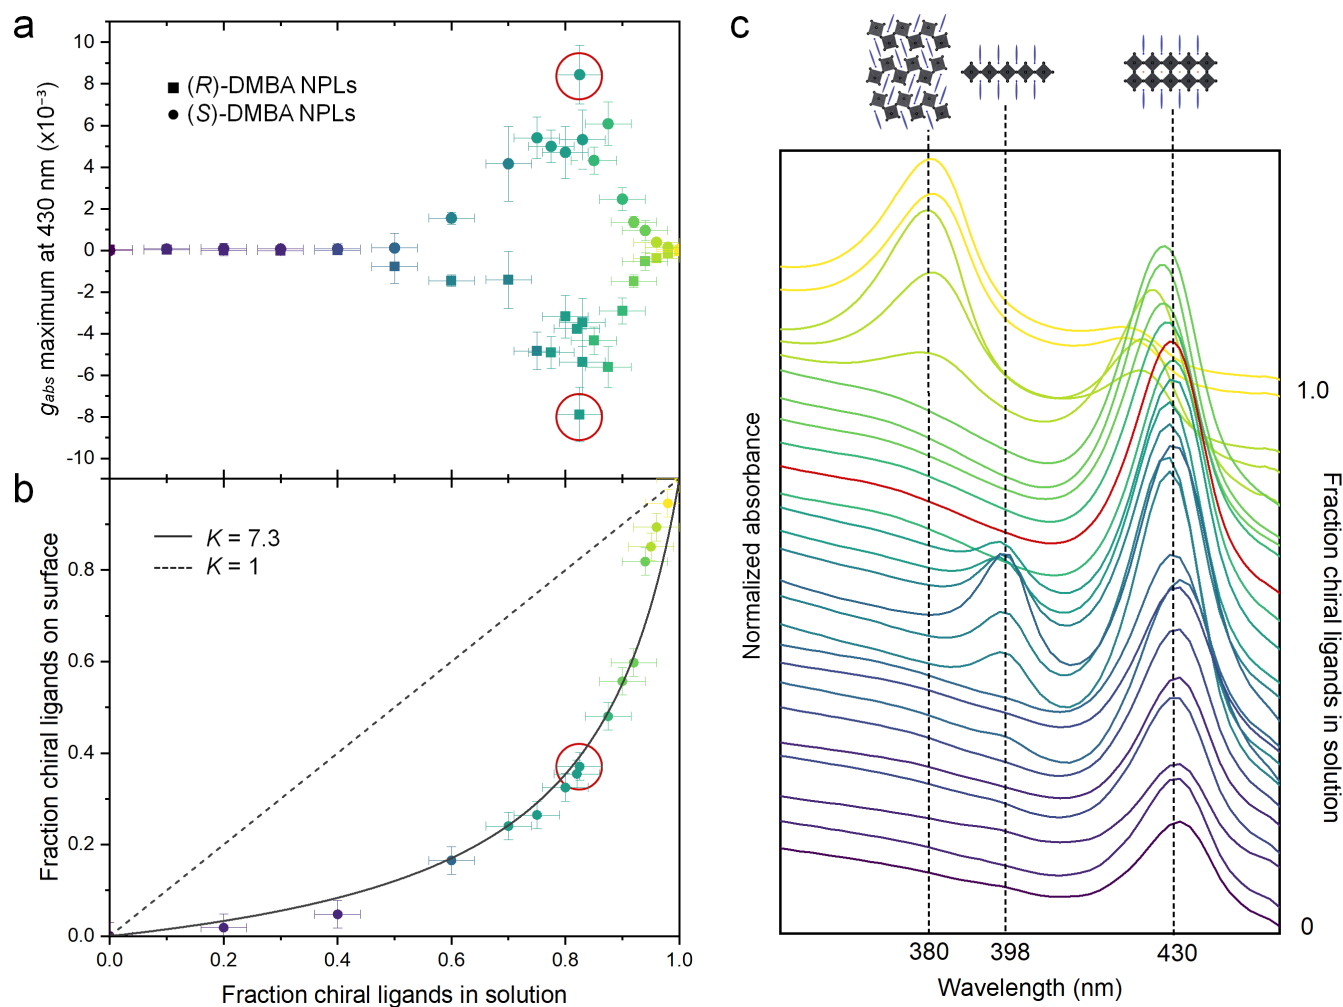 a
10
8
6
4
2
0
-2
-4
-6
-8
-10
g_abs maximum at 430 nm (x10⁻³)
(R)-DMBA NPLs
(S)-DMBA NPLs
b
0.8
0.6
0.4
0.2
0.0
Fraction chiral ligands on surface
K = 7.3
K = 1
0.0 0.2 0.4 0.6 0.8 1.0
Fraction chiral ligands in solution
c
Normalized absorbance
1.0
0
Fraction chiral ligands in solution
380 398 430
Wavelength (nm)